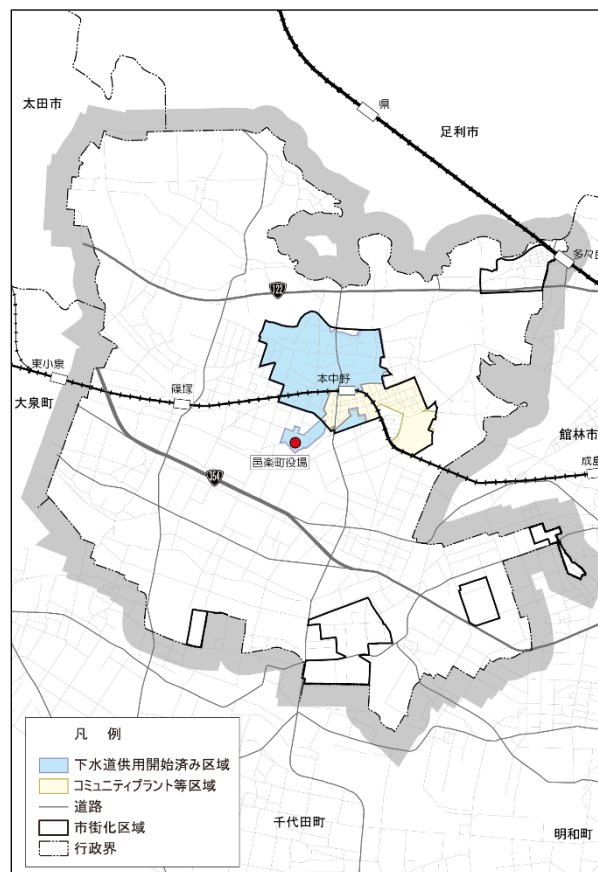 太田市
県
足利市
多々良
122
東小泉
篠塚
本中野
大泉町
館林市
成島
邑楽町役場
354
凡 例
下水道供用開始済み区域
コミュニティプラント等区域
道路
市街化区域
行政界
千代田町
明和町